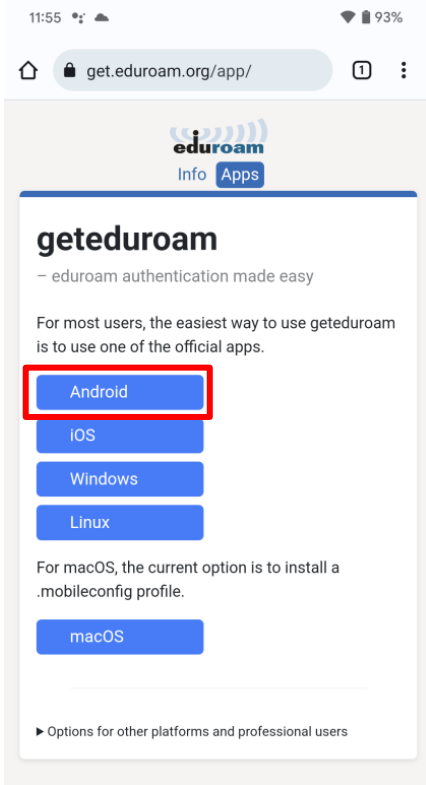 11:55 93%
get.eduroam.org/app/ 1
eduroam
Info Apps
geteduroam
– eduroam authentication made easy
For most users, the easiest way to use geteduroam
is to use one of the official apps.
Android
iOS
Windows
Linux
For macOS, the current option is to install a
.mobileconfig profile.
macOS
Options for other platforms and professional users